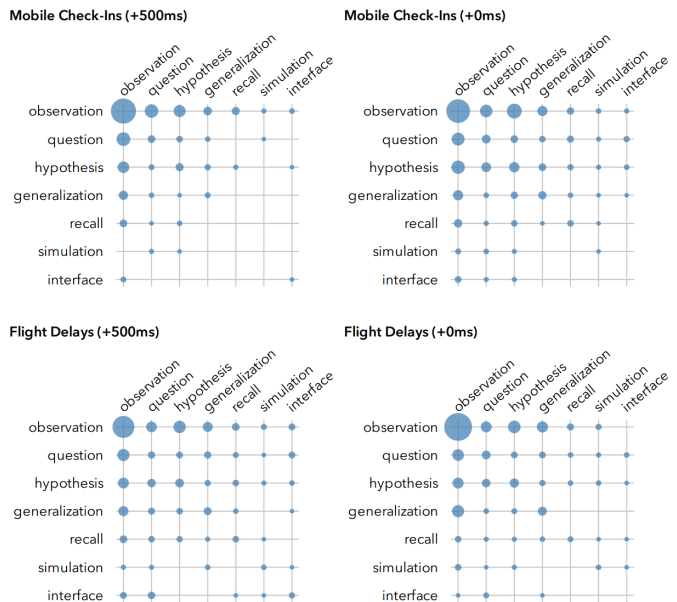 Mobile Check-Ins (+500ms)
observation question hypothesis generalization recall simulation interface
observation
question
hypothesis
generalization
recall
simulation
interface
Mobile Check-Ins (+0ms)
observation question hypothesis generalization recall simulation interface
observation
question
hypothesis
generalization
recall
simulation
interface
Flight Delays (+500ms)
observation question hypothesis generalization recall simulation interface
observation
question
hypothesis
generalization
recall
simulation
interface
Flight Delays (+0ms)
observation question hypothesis generalization recall simulation interface
observation
question
hypothesis
generalization
recall
simulation
interface